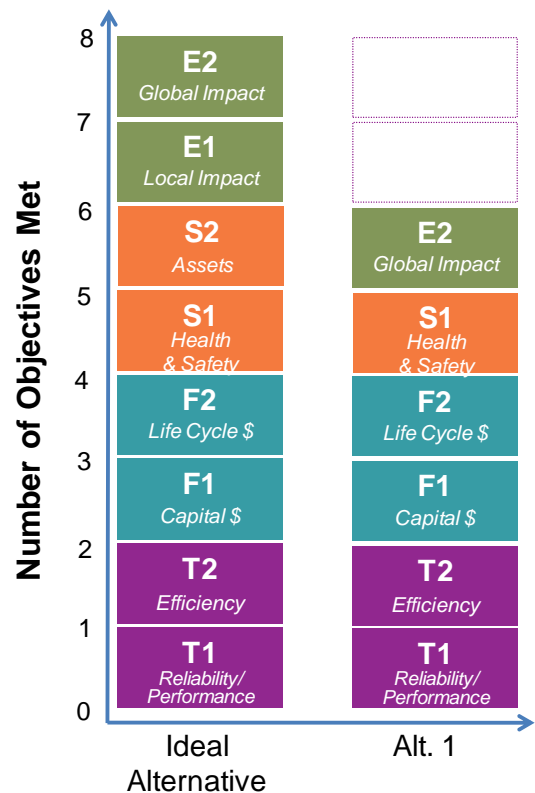 Number of Objectives Met
8
7
6
5
4
3
2
1
0
E2
Global Impact
E1
Local Impact
S2
Assets
S1
Health
& Safety
F2
Life Cycle $
F1
Capital $
T2
Efficiency
T1
Reliability/
Performance
E2
Global Impact
S1
Health
& Safety
F2
Life Cycle $
F1
Capital $
T2
Efficiency
T1
Reliability/
Performance
Ideal
Alternative
Alt. 1